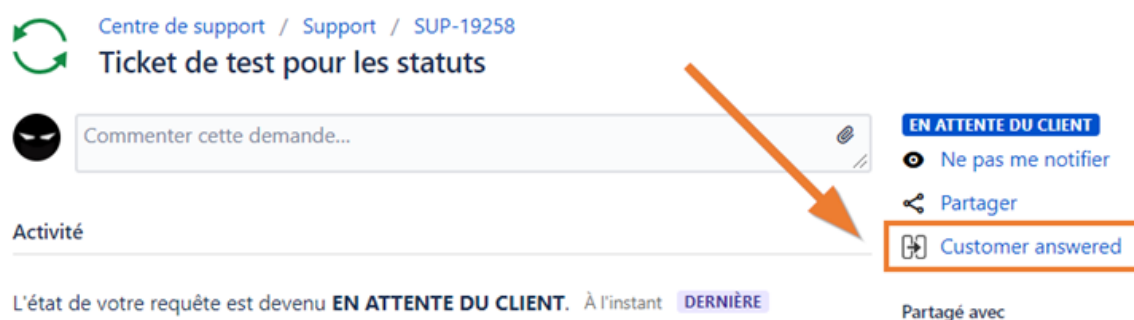 Centre de support / Support / SUP-19258
Ticket de test pour les statuts
Commenter cette demande...
EN ATTENTE DU CLIENT
Ne pas me notifier
Partager
Customer answered
Activité
L'état de votre requête est devenu EN ATTENTE DU CLIENT. À l'instant DERNIÈRE
Partagé avec